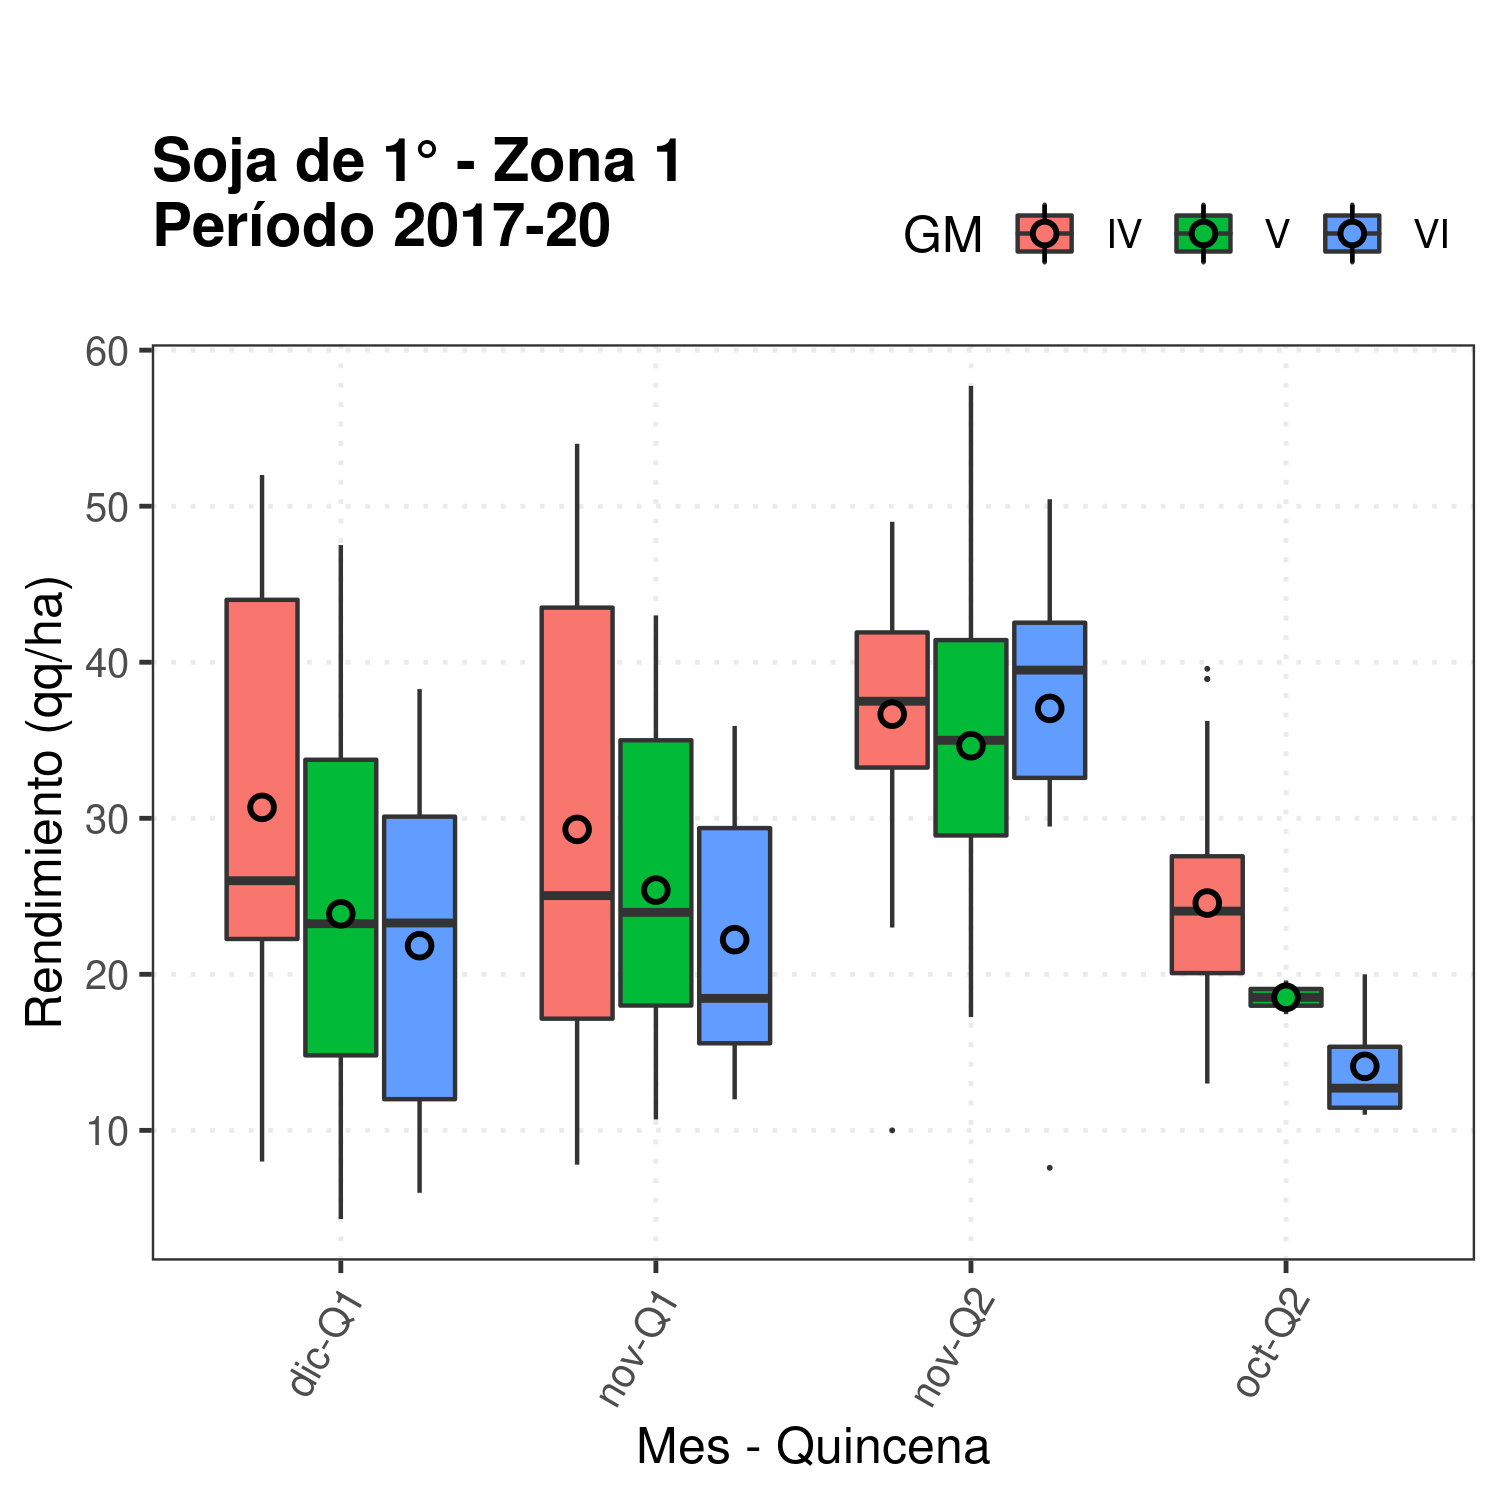 Soja de 1° - Zona 1
Período 2017-20
GM IV V VI
Rendimiento (qq/ha)
60
50
40
30
20
10
dic-Q1
nov-Q1
nov-Q2
oct-Q2
Mes - Quincena